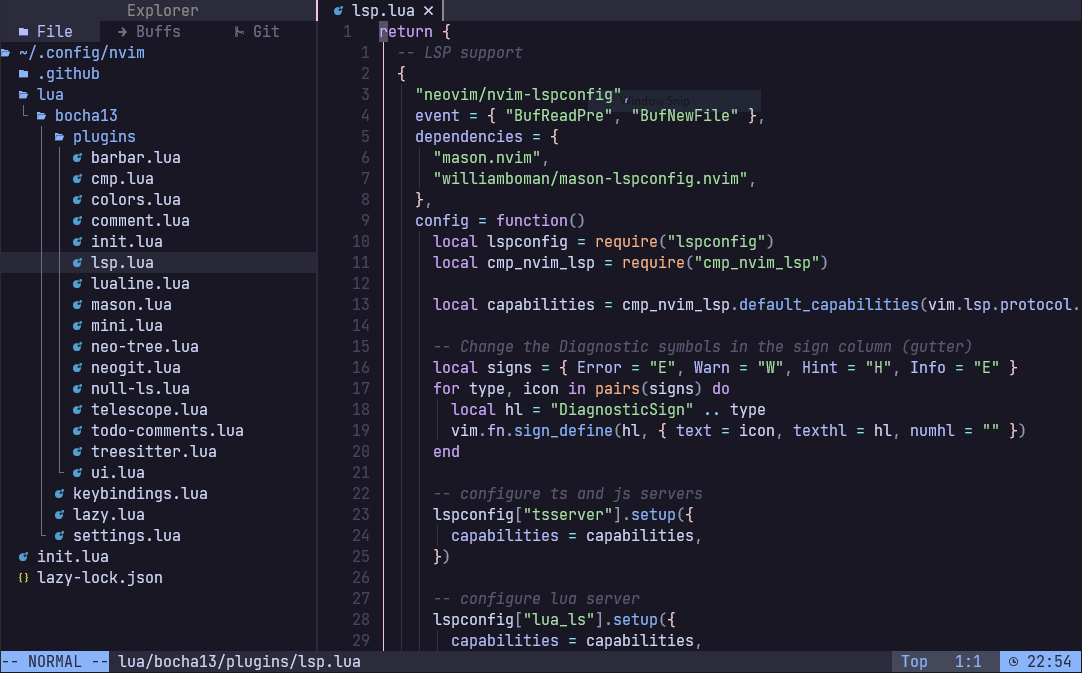 Explorer
File Buffs Git
~/.config/nvim
.github
lua
bocha13
plugins
barbar.lua
cmp.lua
colors.lua
comment.lua
init.lua
lsp.lua
lualine.lua
mason.lua
mini.lua
neo-tree.lua
neogit.lua
null-ls.lua
telescope.lua
todo-comments.lua
treesitter.lua
ui.lua
keybindings.lua
lazy.lua
settings.lua
init.lua
{} lazy-lock.json
lsp.lua ×
1 return {
1 -- LSP support
2 {
3 "neovim/nvim-lspconfig",
Window Snip
4 event = { "BufReadPre", "BufNewFile" },
5 dependencies = {
6 "mason.nvim",
7 "williamboman/mason-lspconfig.nvim",
8 },
9 config = function()
10 local lspconfig = require("lspconfig")
11 local cmp_nvim_lsp = require("cmp_nvim_lsp")
12
13 local capabilities = cmp_nvim_lsp.default_capabilities(vim.lsp.protocol.
14
15 -- Change the Diagnostic symbols in the sign column (gutter)
16 local signs = { Error = "E", Warn = "W", Hint = "H", Info = "E" }
17 for type, icon in pairs(signs) do
18 local hl = "DiagnosticSign" .. type
19 vim.fn.sign_define(hl, { text = icon, texthl = hl, numhl = "" })
20 end
21
22 -- configure ts and js servers
23 lspconfig["tsserver"].setup({
24 capabilities = capabilities,
25 })
26
27 -- configure lua server
28 lspconfig["lua_ls"].setup({
29 capabilities = capabilities,
-- NORMAL -- lua/bocha13/plugins/lsp.lua Top 1:1 22:54